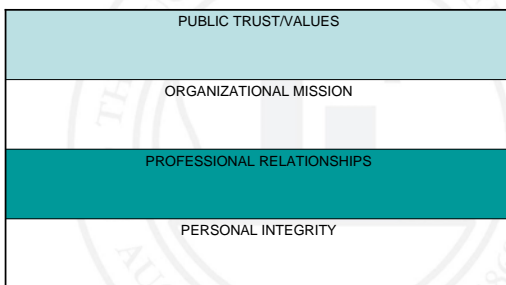 PUBLIC TRUST/VALUES
ORGANIZATIONAL MISSION
PROFESSIONAL RELATIONSHIPS
PERSONAL INTEGRITY